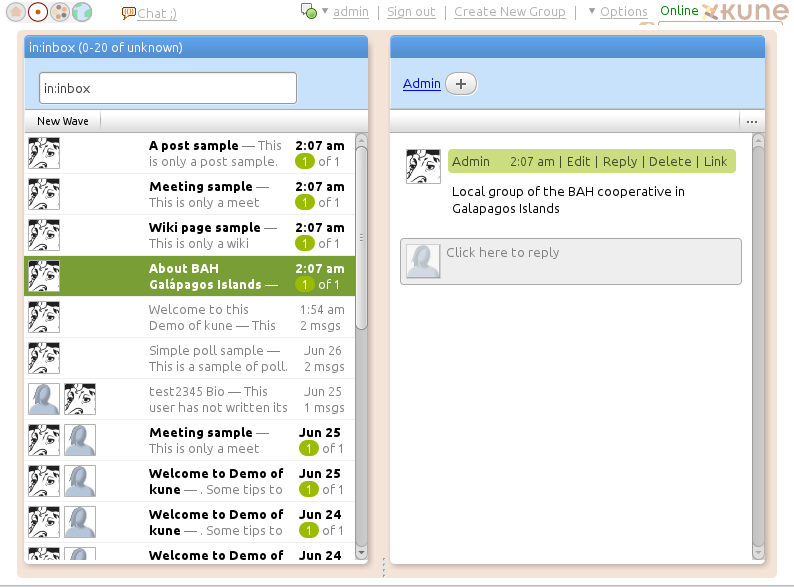 Chat ;)
admin | Sign out | Create New Group | ▼ Options Online kune
in:inbox (0-20 of unknown)
in:inbox
New Wave
A post sample — This 2:07 am
is only a post sample. 1 of 1
Meeting sample — 2:07 am
This is only a meet 1 of 1
Wiki page sample — 2:07 am
This is only a wiki 1 of 1
About BAH 2:07 am
Galápagos Islands — 1 of 1
Welcome to this 1:54 am
Demo of kune — This 2 msgs
Simple poll sample — Jun 26
This is a sample of poll. 2 msgs
test2345 Bio — This Jun 25
user has not written its 1 msgs
Meeting sample — Jun 25
This is only a meet 1 of 1
Welcome to Demo of Jun 25
kune — . Some tips to 1 of 1
Welcome to Demo of Jun 24
kune — . Some tips to 1 of 1
Welcome to Demo of Jun 24
Admin +
...
Admin 2:07 am | Edit | Reply | Delete | Link
Local group of the BAH cooperative in
Galapagos Islands
Click here to reply